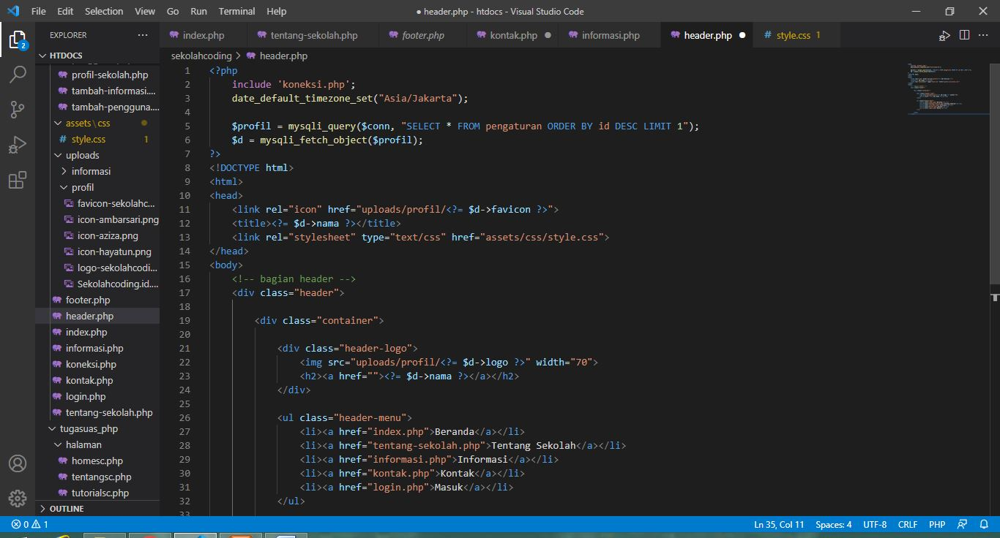 File Edit Selection View Go Run Terminal Help
● header.php - htdocs - Visual Studio Code
EXPLORER
index.php
tentang-sekolah.php
footer.php
kontak.php ●
informasi.php
header.php ●
# style.css 1
2
HTDOCS
sekolahcoding > header.php
profil-sekolah.php
tambah-informasi....
tambah-pengguna....
assets \ css
# style.css 1
uploads
informasi
profil
favicon-sekolahc...
icon-ambarsari.png
icon-aziza.png
icon-hayatun.png
logo-sekolahcodi...
Sekolahcoding.id....
footer.php
header.php
index.php
informasi.php
koneksi.php
kontak.php
login.php
tentang-sekolah.php
tugasuas_php
halaman
homesc.php
tentangsc.php
tutorialsc.php
OUTLINE
1 <?php
2 include 'koneksi.php';
3 date_default_timezone_set("Asia/Jakarta");
4
5 $profil = mysqli_query($conn, "SELECT * FROM pengaturan ORDER BY id DESC LIMIT 1");
6 $d = mysqli_fetch_object($profil);
7 ?>
8 <!DOCTYPE html>
9 <html>
10 <head>
11 <link rel="icon" href="uploads/profil/<?= $d->favicon ?>">
12 <title><?= $d->nama ?></title>
13 <link rel="stylesheet" type="text/css" href="assets/css/style.css">
14 </head>
15 <body>
16 <!-- bagian header -->
17 <div class="header">
18
19 <div class="container">
20
21 <div class="header-logo">
22 <img src="uploads/profil/<?= $d->logo ?>" width="70">
23 <h2><a href=""><?= $d->nama ?></a></h2>
24 </div>
25
26 <ul class="header-menu">
27 <li><a href="index.php">Beranda</a></li>
28 <li><a href="tentang-sekolah.php">Tentang Sekolah</a></li>
29 <li><a href="informasi.php">Informasi</a></li>
30 <li><a href="kontak.php">Kontak</a></li>
31 <li><a href="login.php">Masuk</a></li>
32 </ul>
33
0 1
Ln 35, Col 11 Spaces: 4 UTF-8 CRLF PHP